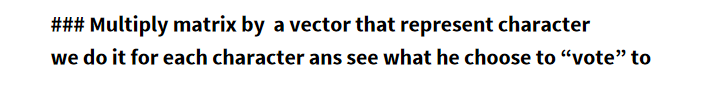 ### Multiply matrix by  a vector that represent character
we do it for each character ans see what he choose to “vote” to